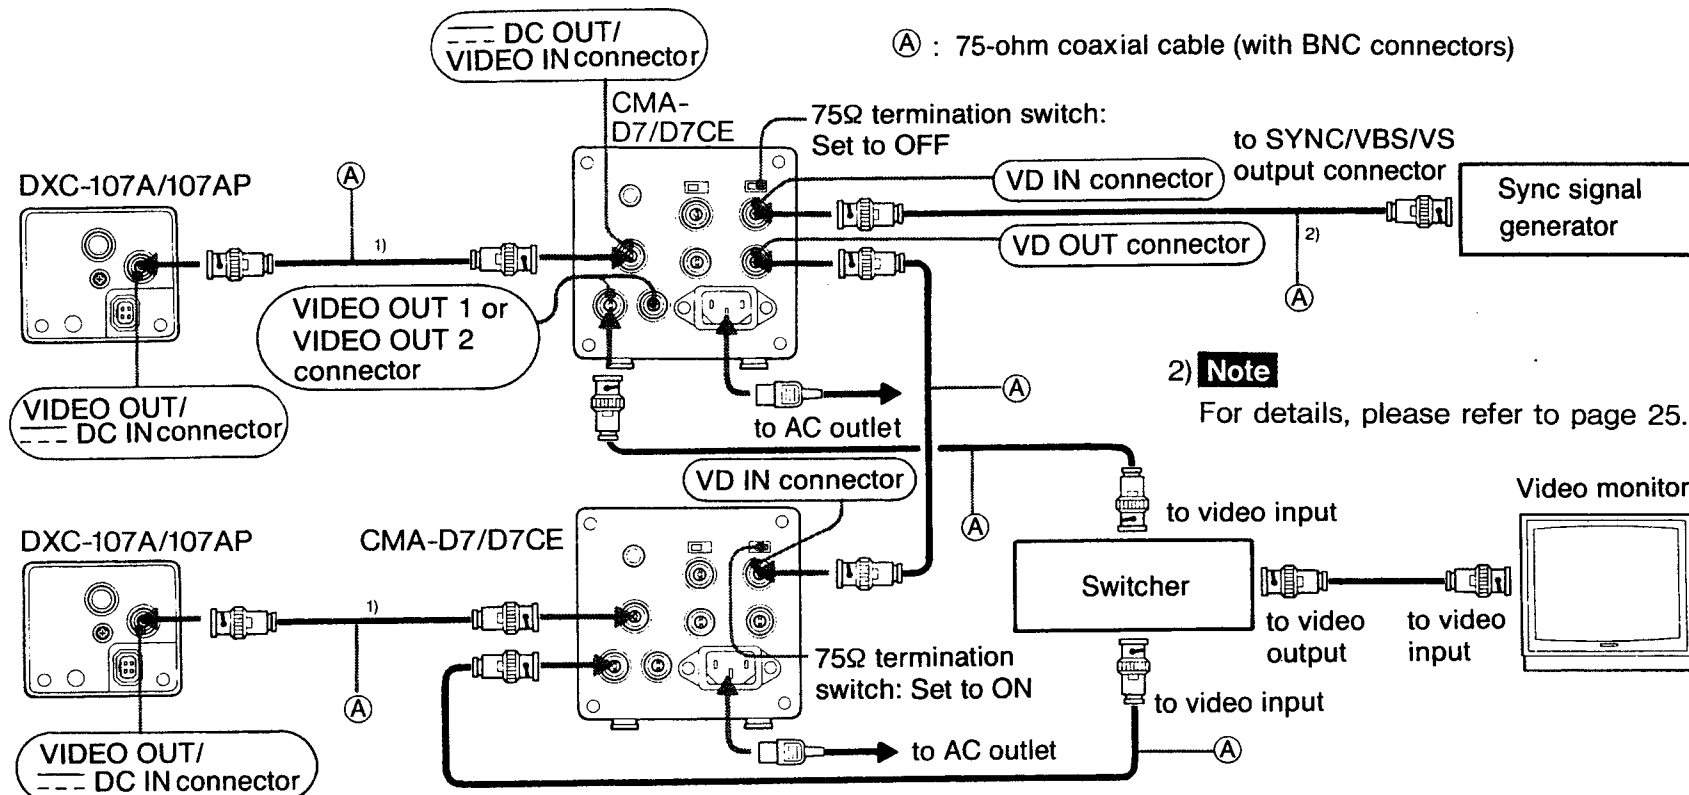 DC OUT/
VIDEO IN connector
Ⓐ : 75-ohm coaxial cable (with BNC connectors)
CMA-
D7/D7CE
75Ω termination switch:
Set to OFF
to SYNC/VBS/VS
output connector
DXC-107A/107AP
Ⓐ
1)
VD IN connector
Sync signal
generator
2)
VD OUT connector
Ⓐ
VIDEO OUT 1 or
VIDEO OUT 2
connector
2) Note
For details, please refer to page 25.
Ⓐ
VIDEO OUT/
DC IN connector
to AC outlet
VD IN connector
Ⓐ
to video input
Video monitor
DXC-107A/107AP
CMA-D7/D7CE
Switcher
1)
Ⓐ
to video
output
to video
input
75Ω termination
switch: Set to ON
to video input
VIDEO OUT/
DC IN connector
to AC outlet
Ⓐ